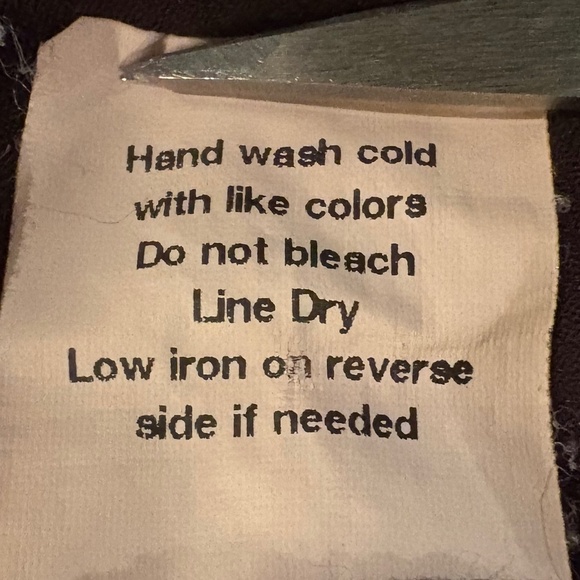 Hand wash cold
with like colors
Do not bleach
Line Dry
Low iron on reverse
side if needed